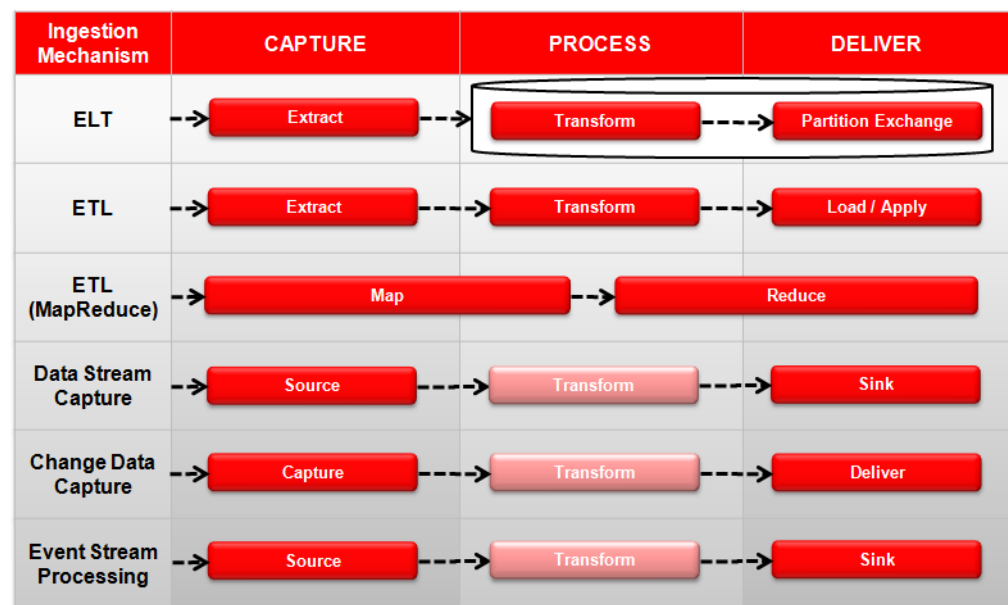 Ingestion
Mechanism
CAPTURE
PROCESS
DELIVER
ELT
Extract
Transform
Partition Exchange
ETL
Extract
Transform
Load / Apply
ETL
(MapReduce)
Map
Reduce
Data Stream
Capture
Source
Transform
Sink
Change Data
Capture
Capture
Transform
Deliver
Event Stream
Processing
Source
Transform
Sink